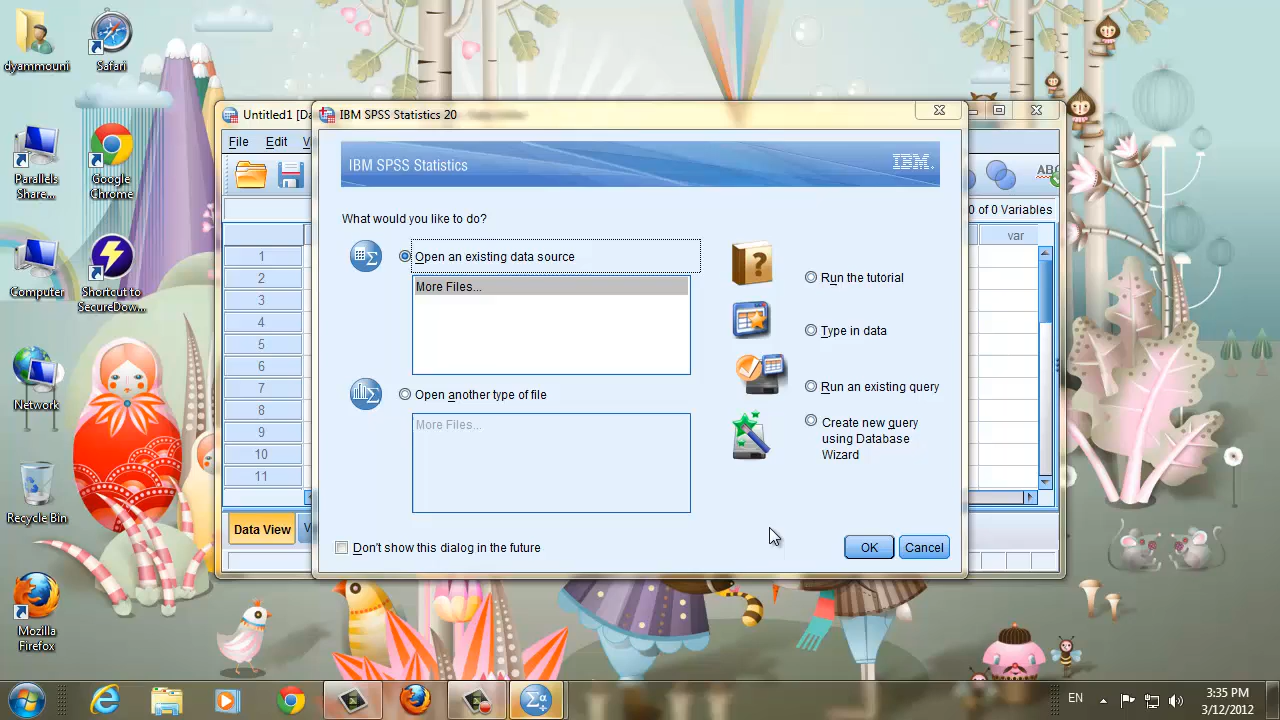 dyammouni
Safari
Parallels
Share...
Google
Chrome
Computer
Shortcut to
SecureDow...
Network
Recycle Bin
Mozilla
Firefox
Untitled1 [Da
File Edit V
0 of 0 Variables
var
1
2
3
4
5
6
7
8
9
10
11
Data View
V
ABC
IBM SPSS Statistics 20
IBM SPSS Statistics
IBM
What would you like to do?
Open an existing data source
More Files...
Open another type of file
More Files...
?
Run the tutorial
Type in data
Run an existing query
Create new query
using Database
Wizard
Don't show this dialog in the future
OK
Cancel
EN
3:35 PM
3/12/2012